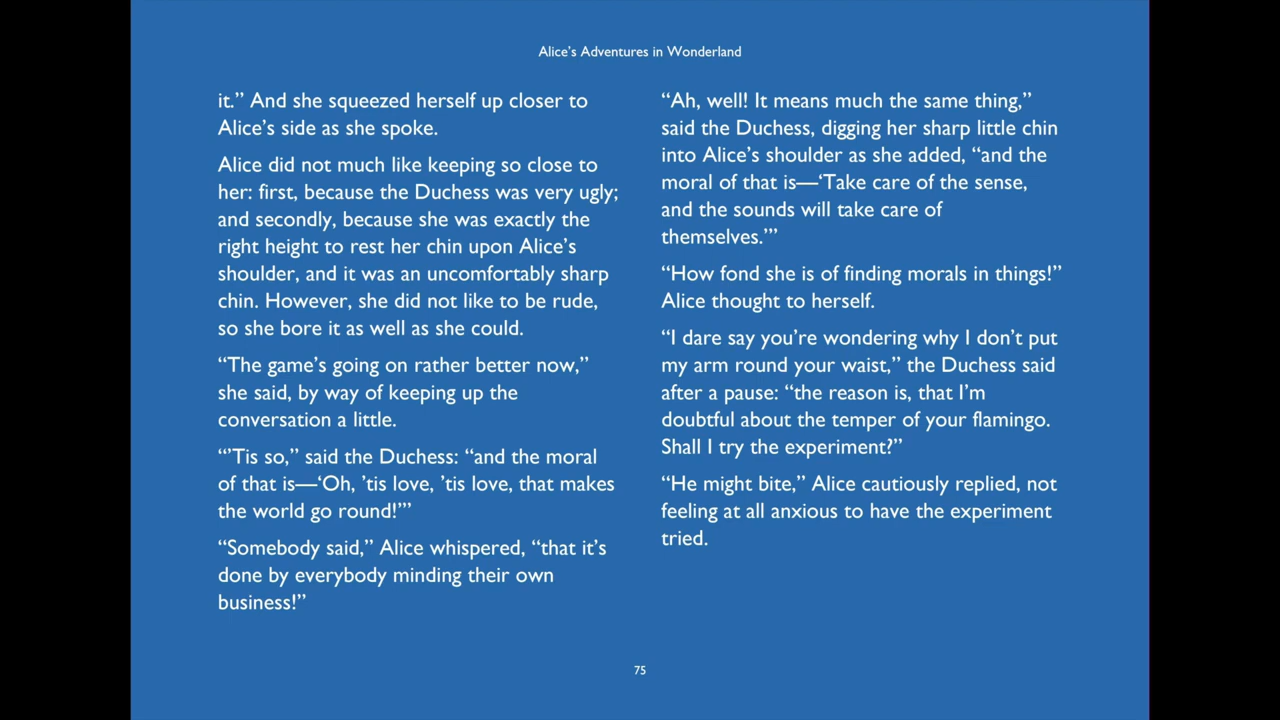 Alice’s Adventures in Wonderland
it.” And she squeezed herself up closer to
Alice’s side as she spoke.
Alice did not much like keeping so close to
her: first, because the Duchess was very ugly;
and secondly, because she was exactly the
right height to rest her chin upon Alice’s
shoulder, and it was an uncomfortably sharp
chin. However, she did not like to be rude,
so she bore it as well as she could.
“The game’s going on rather better now,”
she said, by way of keeping up the
conversation a little.
“’Tis so,” said the Duchess: “and the moral
of that is—‘Oh, ’tis love, ’tis love, that makes
the world go round!’”
“Somebody said,” Alice whispered, “that it’s
done by everybody minding their own
business!”
“Ah, well! It means much the same thing,”
said the Duchess, digging her sharp little chin
into Alice’s shoulder as she added, “and the
moral of that is—‘Take care of the sense,
and the sounds will take care of
themselves.’”
“How fond she is of finding morals in things!”
Alice thought to herself.
“I dare say you’re wondering why I don’t put
my arm round your waist,” the Duchess said
after a pause: “the reason is, that I’m
doubtful about the temper of your flamingo.
Shall I try the experiment?”
“He might bite,” Alice cautiously replied, not
feeling at all anxious to have the experiment
tried.
75